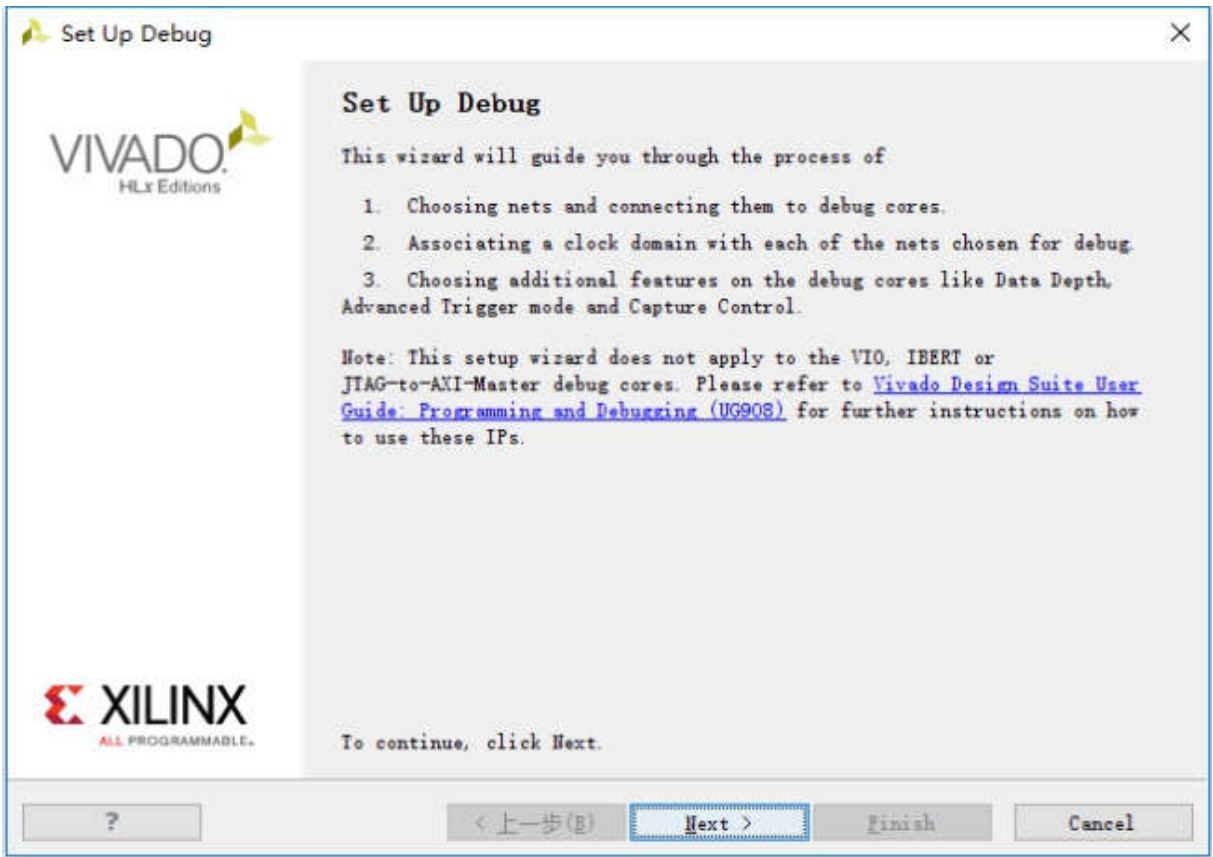 Set Up Debug
VIVADO.
HLx Editions
Set Up Debug
This wizard will guide you through the process of
1. Choosing nets and connecting them to debug cores.
2. Associating a clock domain with each of the nets chosen for debug.
3. Choosing additional features on the debug cores like Data Depth,
Advanced Trigger mode and Capture Control.
Note: This setup wizard does not apply to the VIO, IBERT or
JTAG-to-AXI-Master debug cores. Please refer to Vivado Design Suite User
Guide: Programming and Debugging (UG908) for further instructions on how
to use these IPs.
XILINX
ALL PROGRAMMABLE.
To continue, click Next.
? < 上一步(B) Next > Finish Cancel